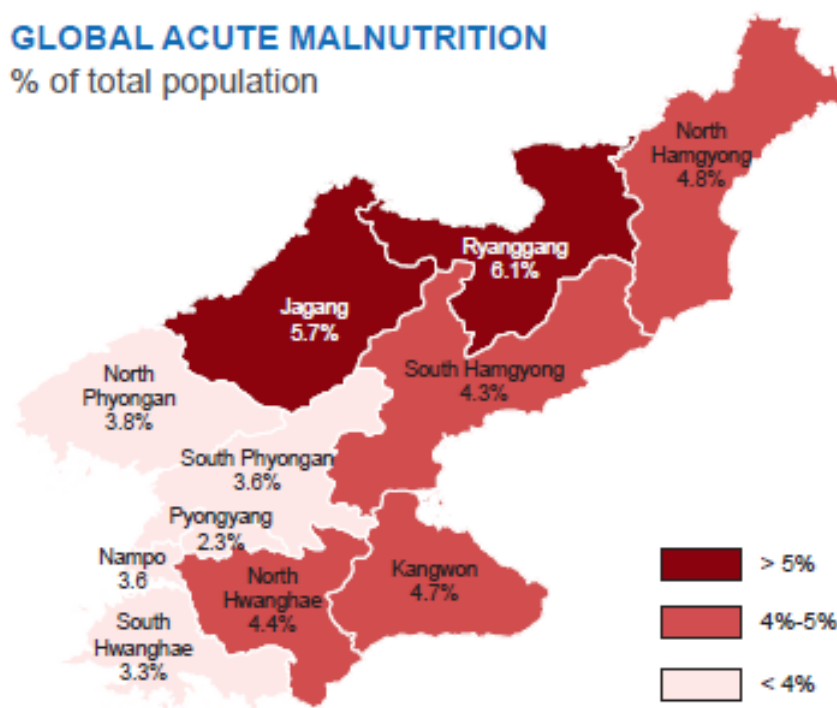 GLOBAL ACUTE MALNUTRITION
% of total population
North
Hamgyong
4.8%
Ryanggang
6.1%
Jagang
5.7%
North
Phyongan
3.8%
South Hamgyong
4.3%
South Phyongan
3.6%
Pyongyang
2.3%
Nampo
3.6
North
Hwanghae
4.4%
Kangwon
4.7%
South
Hwanghae
3.3%
> 5%
4%-5%
< 4%